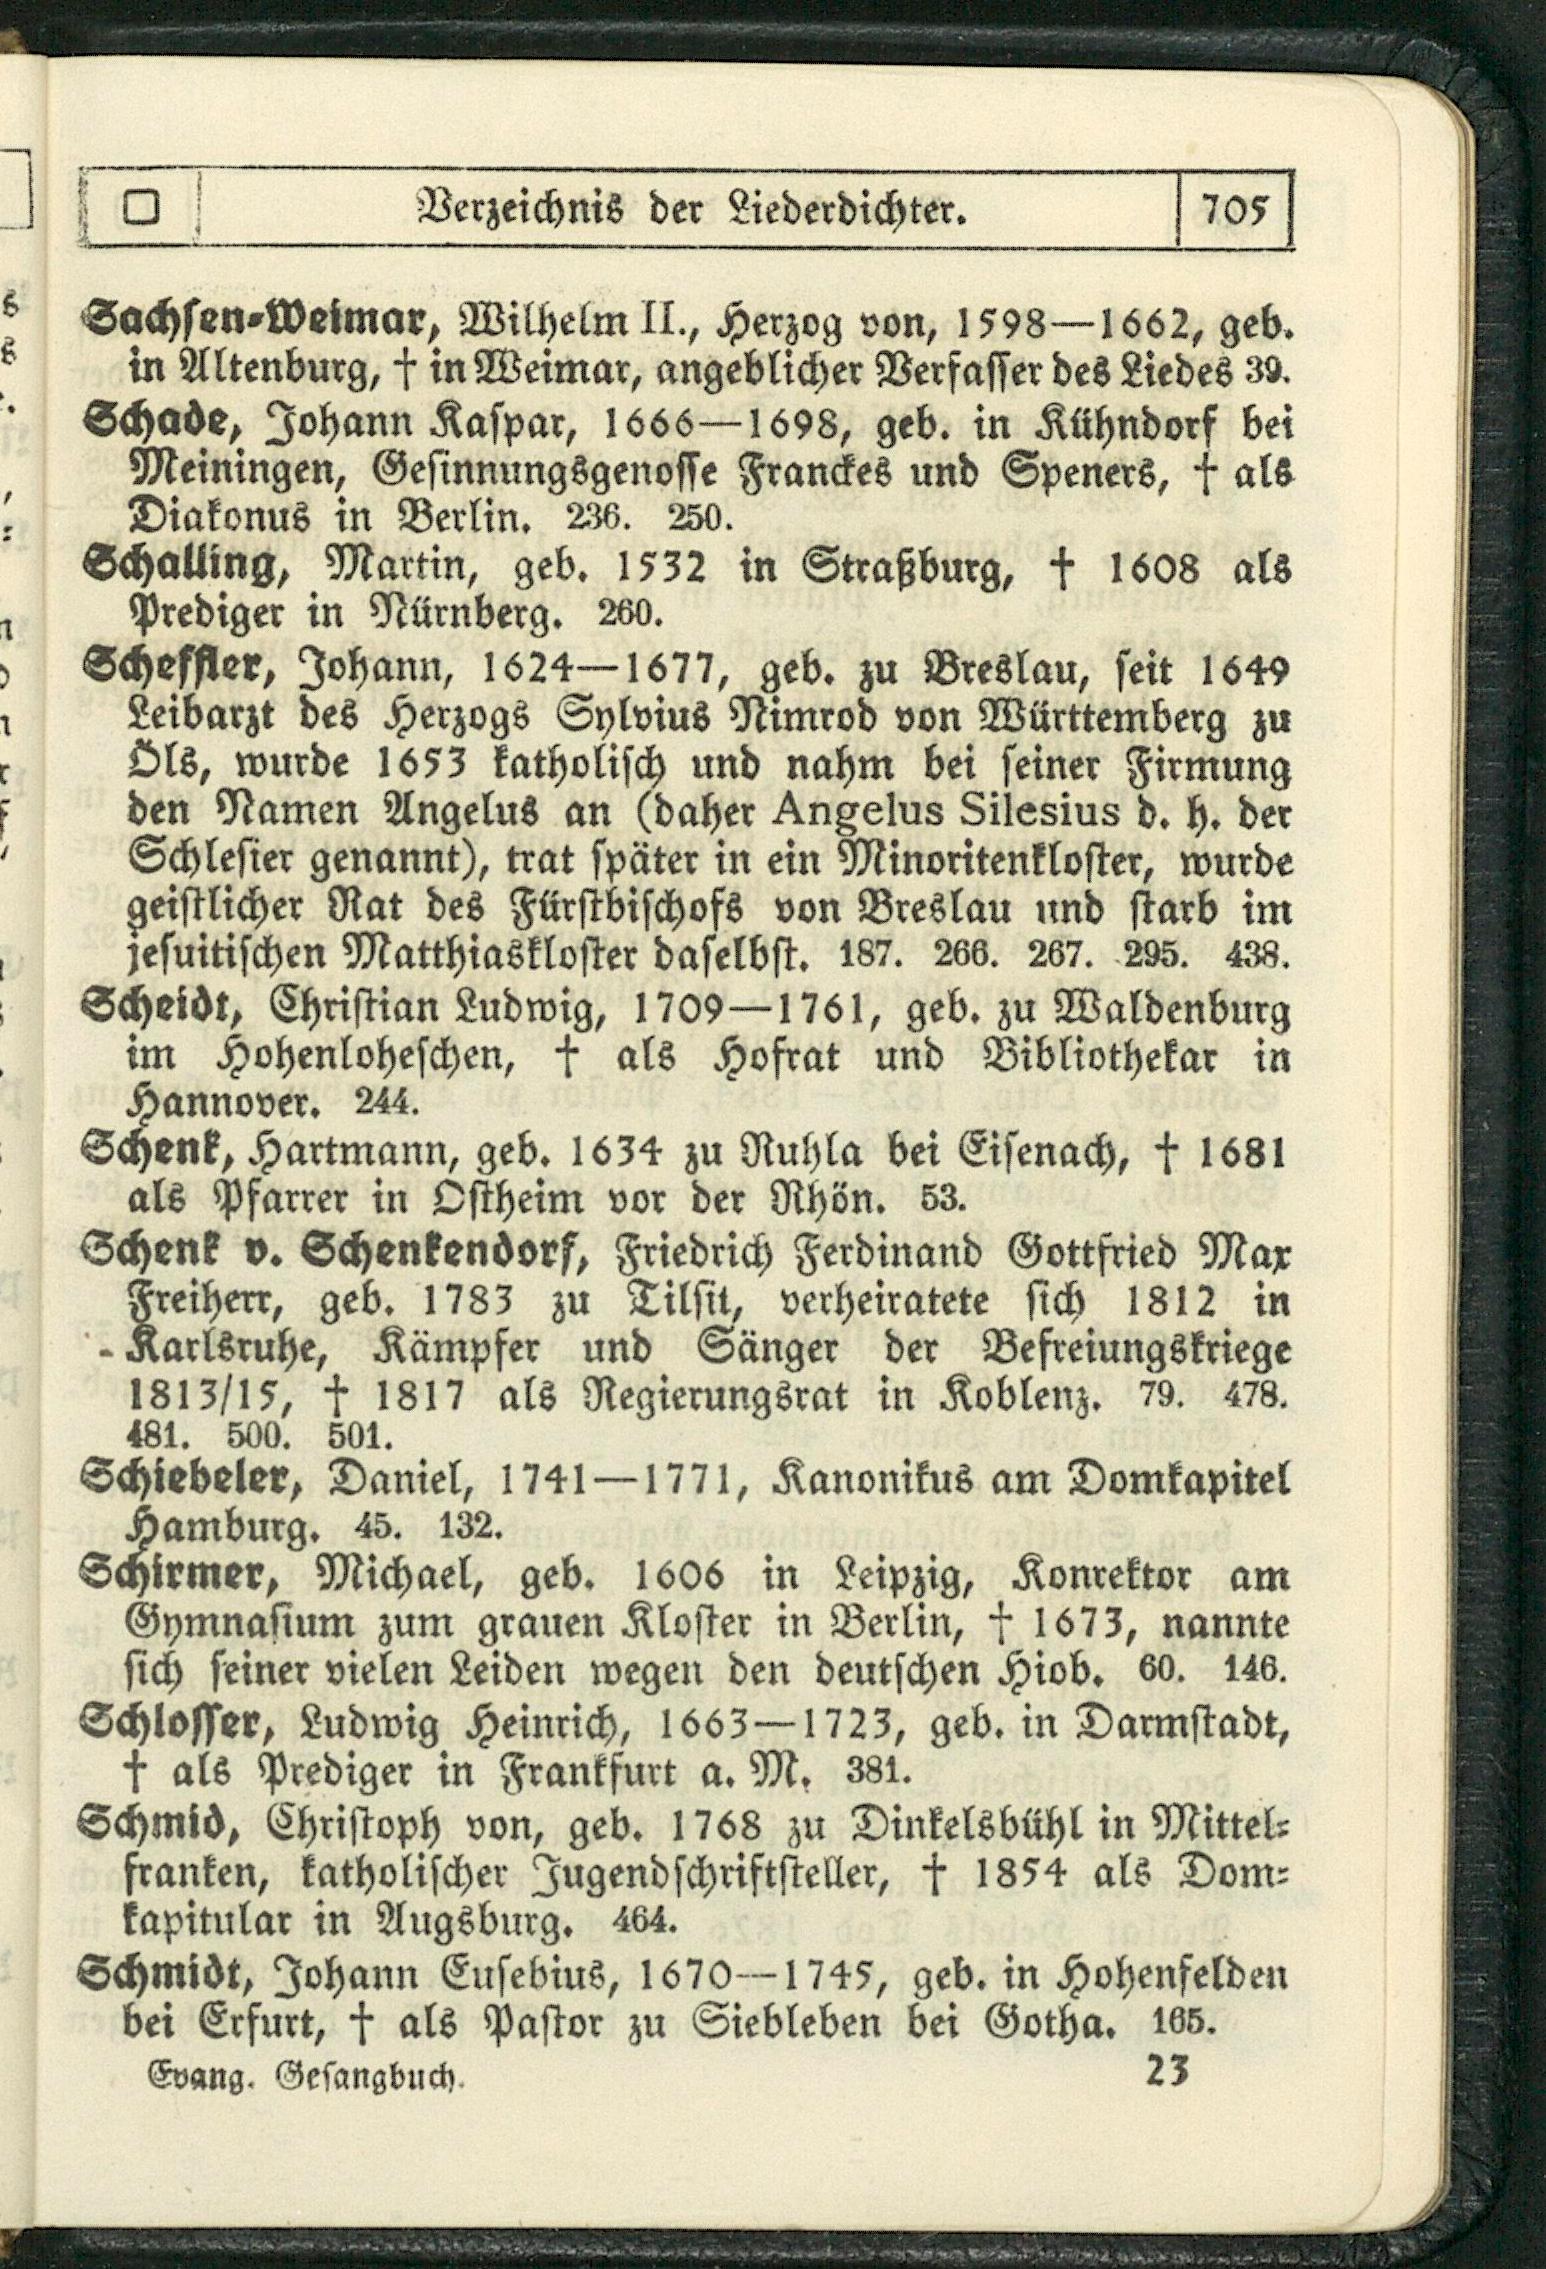 Verzeichnis der Liederdichter. 705
Sachsen-Weimar, Wilhelm II., Herzog von, 1598—1662, geb.
in Altenburg, † in Weimar, angeblicher Verfasser des Liedes 39.
Schade, Johann Kaspar, 1666—1698, geb. in Kühndorf bei
Meiningen, Gesinnungsgenosse Franckes und Speners, † als
Diakonus in Berlin. 236. 250.
Schalling, Martin, geb. 1532 in Straßburg, † 1608 als
Prediger in Nürnberg. 260.
Scheffler, Johann, 1624—1677, geb. zu Breslau, seit 1649
Leibarzt des Herzogs Sylvius Nimrod von Württemberg zu
Öls, wurde 1653 katholisch und nahm bei seiner Firmung
den Namen Angelus an (daher Angelus Silesius d. h. der
Schlesier genannt), trat später in ein Minoritenkloster, wurde
geistlicher Rat des Fürstbischofs von Breslau und starb im
jesuitischen Matthiaskloster daselbst. 187. 266. 267. 295. 438.
Scheidt, Christian Ludwig, 1709—1761, geb. zu Waldenburg
im Hohenloheschen, † als Hofrat und Bibliothekar in
Hannover. 244.
Schenk, Hartmann, geb. 1634 zu Ruhla bei Eisenach, † 1681
als Pfarrer in Ostheim vor der Rhön. 53.
Schenk v. Schenkendorf, Friedrich Ferdinand Gottfried Max
Freiherr, geb. 1783 zu Tilsit, verheiratete sich 1812 in
Karlsruhe, Kämpfer und Sänger der Befreiungskriege
1813/15, † 1817 als Regierungsrat in Koblenz. 79. 478.
481. 500. 501.
Schiebeler, Daniel, 1741—1771, Kanonikus am Domkapitel
Hamburg. 45. 132.
Schirmer, Michael, geb. 1606 in Leipzig, Konrektor am
Gymnasium zum grauen Kloster in Berlin, † 1673, nannte
sich seiner vielen Leiden wegen den deutschen Hiob. 60. 146.
Schlosser, Ludwig Heinrich, 1663—1723, geb. in Darmstadt,
† als Prediger in Frankfurt a. M. 381.
Schmid, Christoph von, geb. 1768 zu Dinkelsbühl in Mittel-
franken, katholischer Jugendschriftsteller, † 1854 als Dom-
kapitular in Augsburg. 464.
Schmidt, Johann Eusebius, 1670—1745, geb. in Hohenfelden
bei Erfurt, † als Pastor zu Siebleben bei Gotha. 165.
Evang. Gesangbuch. 23